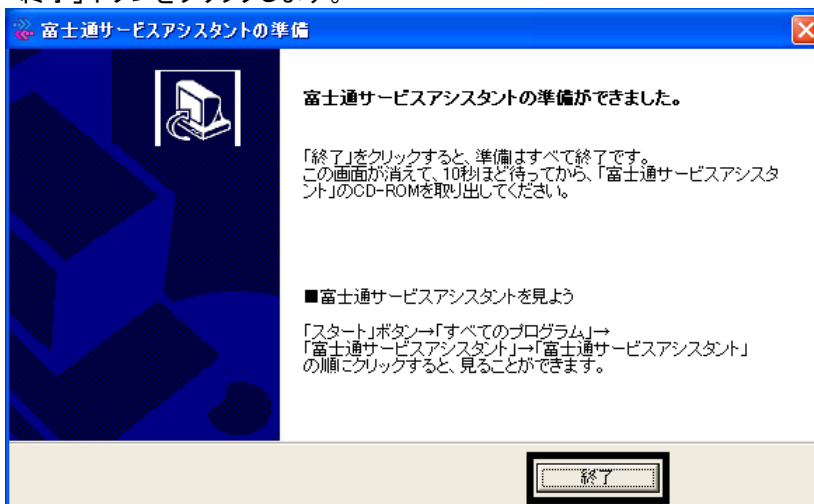 終了」ボタンをクリックします。
富士通サービスアシスタントの準備
富士通サービスアシスタントの準備ができました。
「終了」をクリックすると、準備はすべて終了です。
この画面が消えて、10秒ほど待ってから、「富士通サービスアシスタ
ント」のCD-ROMを取り出してください。
■富士通サービスアシスタントを見よう
「スタート」ボタン→「すべてのプログラム」→
「富士通サービスアシスタント」→「富士通サービスアシスタント」
の順にクリックすると、見ることができます。
終了